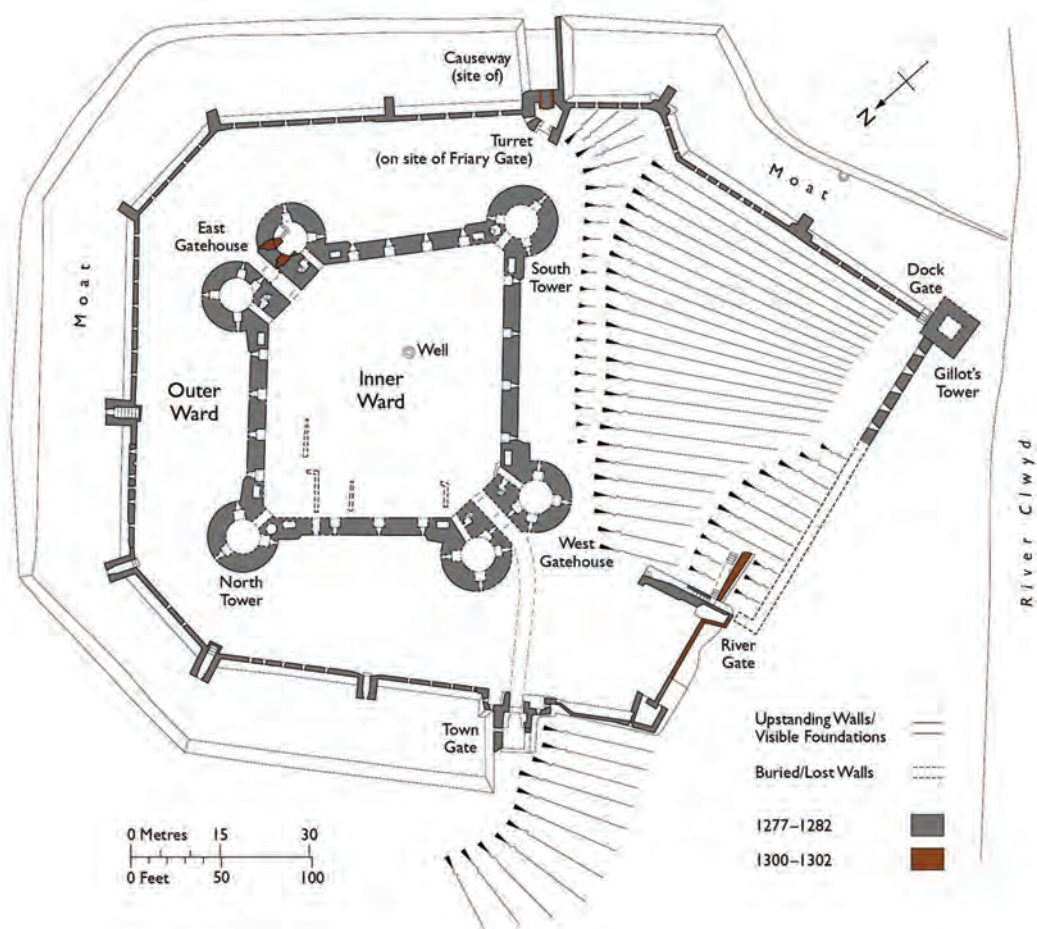 Causeway
(site of)
N
Turret
(on site of Friary Gate)
Moat
East
Gatehouse
South
Tower
Dock
Gate
Moat
Well
Gillot's
Tower
Outer
Ward
Inner
Ward
River Clwyd
West
Gatehouse
North
Tower
River
Gate
Town
Gate
Upstanding Walls/
Visible Foundations
Buried/Lost Walls
1277–1282
1300–1302
0 Metres 15 30
0 Feet 50 100